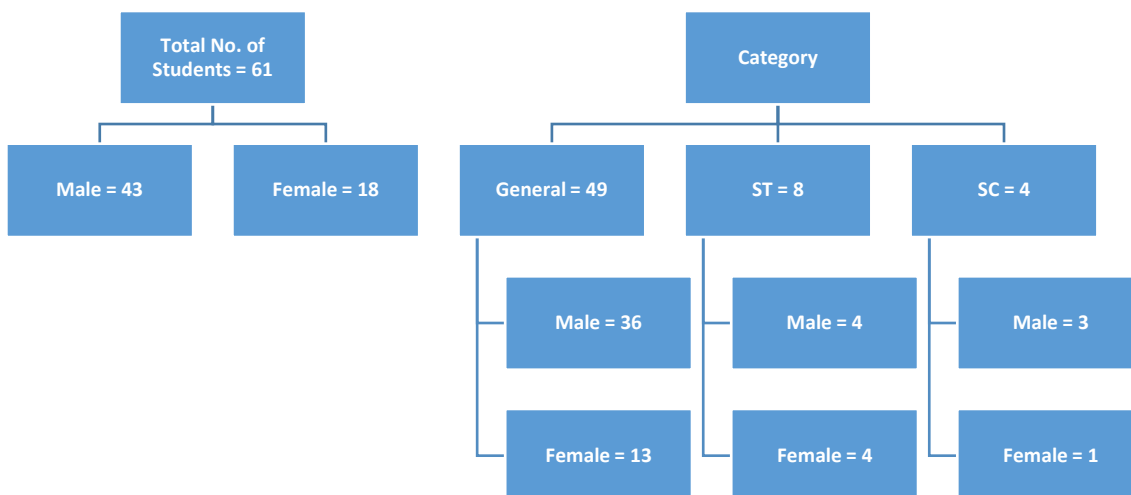 Total No. of
Students = 61
Category
Male = 43
Female = 18
General = 49
ST = 8
SC = 4
Male = 36
Male = 4
Male = 3
Female = 13
Female = 4
Female = 1